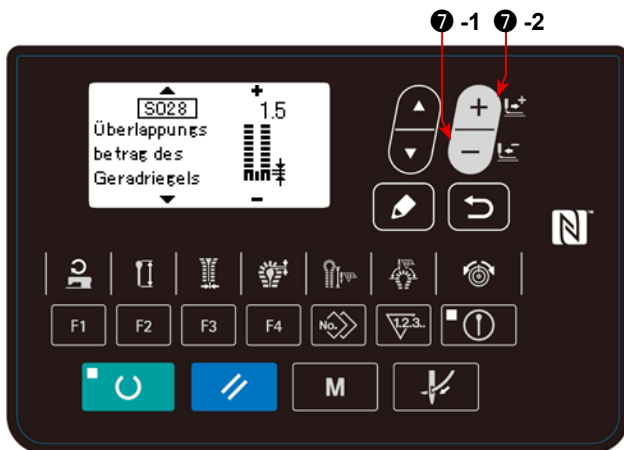 ❼ -1 ❼ -2
S028
+
1.5
Überlappungs
betrag des
Geradriegels
−
+
−
N
F1 F2 F3 F4 No. 1.2.3..
M